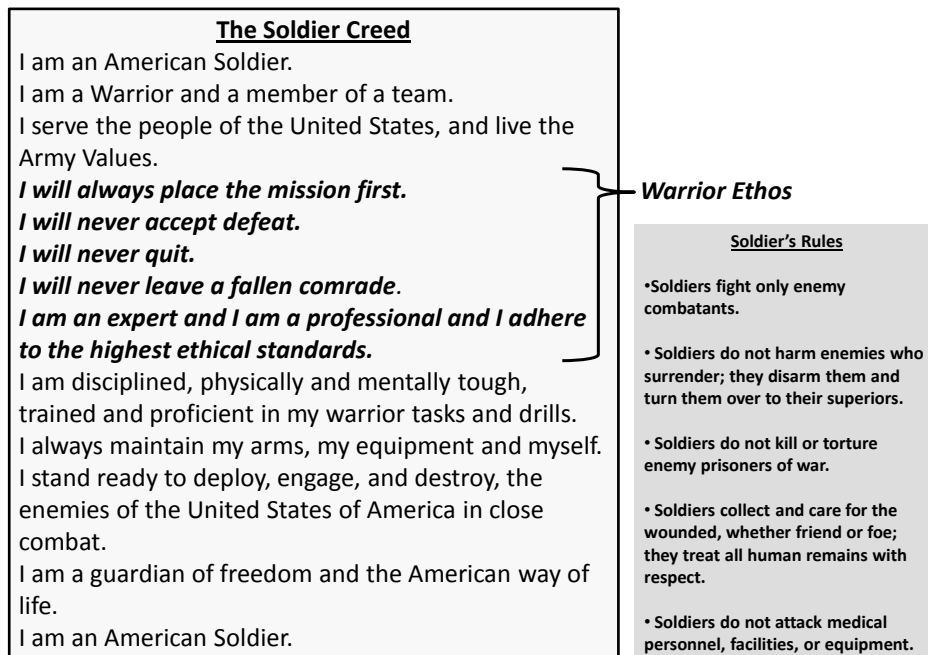 The Soldier Creed
I am an American Soldier.
I am a Warrior and a member of a team.
I serve the people of the United States, and live the
Army Values.
I will always place the mission first.
I will never accept defeat.
I will never quit.
I will never leave a fallen comrade.
I am an expert and I am a professional and I adhere
to the highest ethical standards.
I am disciplined, physically and mentally tough,
trained and proficient in my warrior tasks and drills.
I always maintain my arms, my equipment and myself.
I stand ready to deploy, engage, and destroy, the
enemies of the United States of America in close
combat.
I am a guardian of freedom and the American way of
life.
I am an American Soldier.
Warrior Ethos
Soldier's Rules
•Soldiers fight only enemy
combatants.
• Soldiers do not harm enemies who
surrender; they disarm them and
turn them over to their superiors.
• Soldiers do not kill or torture
enemy prisoners of war.
• Soldiers collect and care for the
wounded, whether friend or foe;
they treat all human remains with
respect.
• Soldiers do not attack medical
personnel, facilities, or equipment.